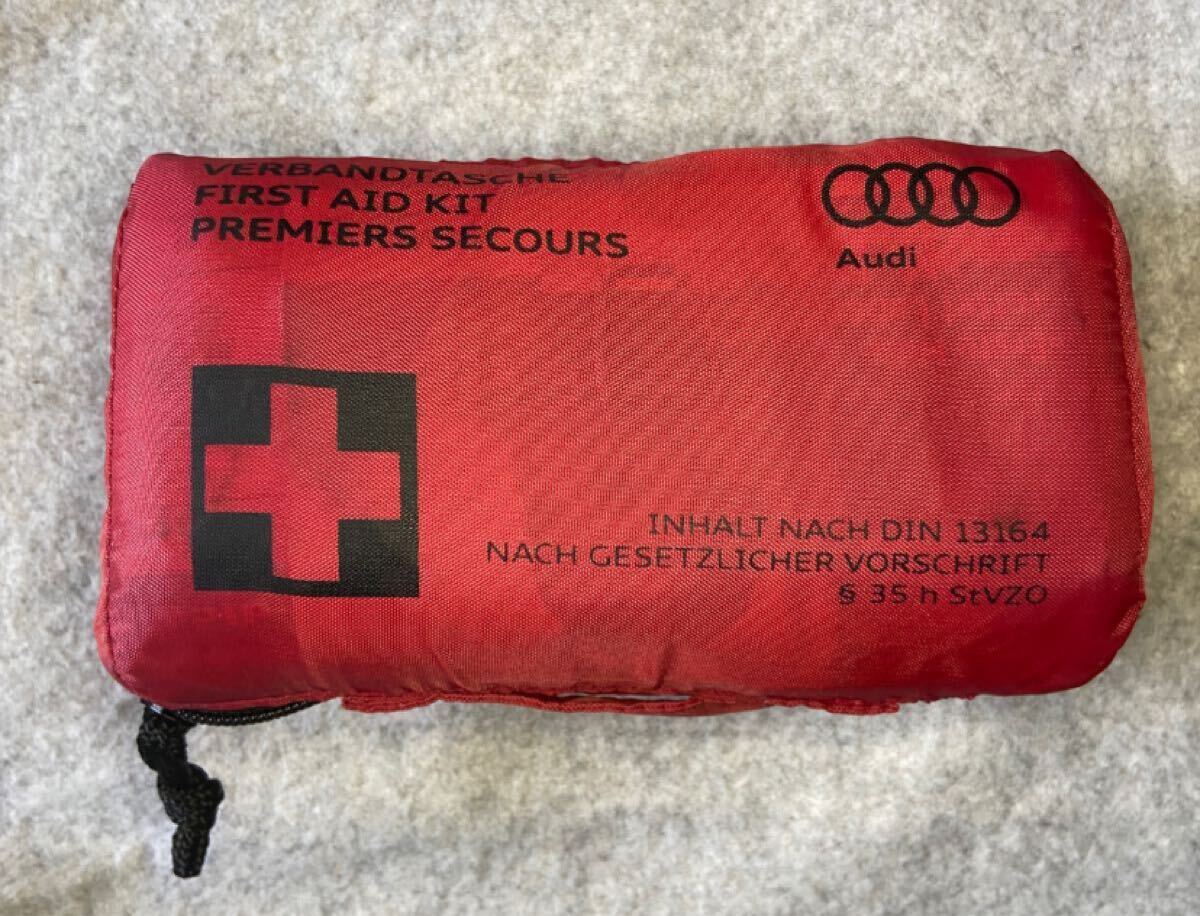 VERBANDTASCHE
FIRST AID KIT
PREMIERS SECOURS
Audi
INHALT NACH DIN 13164
NACH GESETZLICHER VORSCHRIFT
§ 35 h StVZO